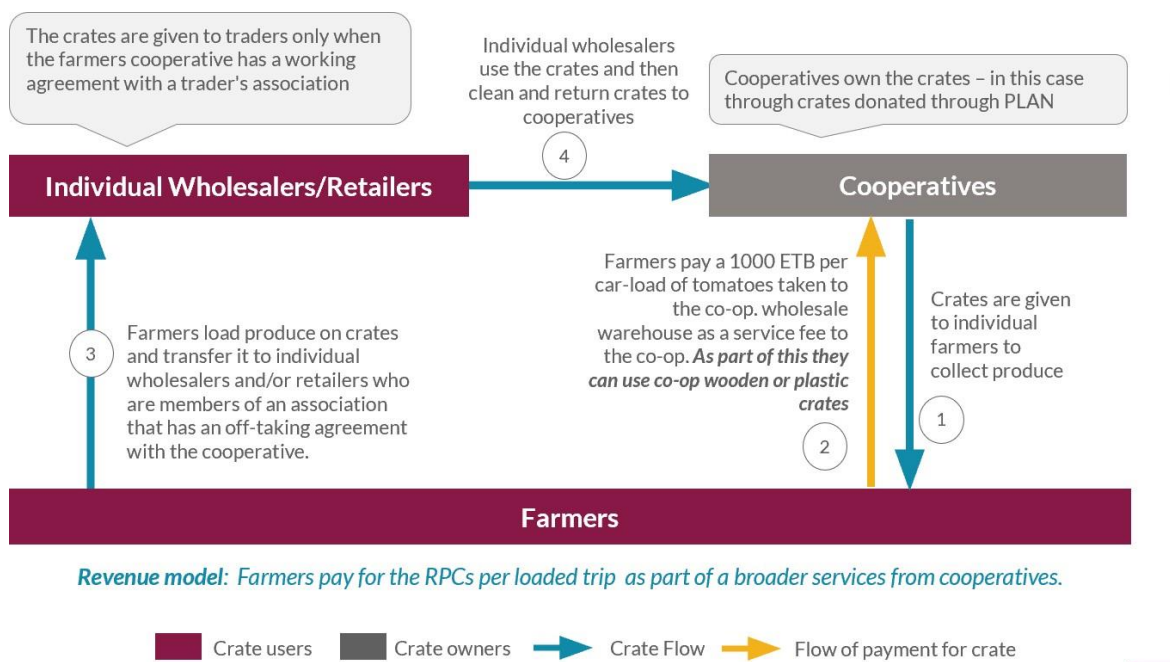 The crates are given to traders only when
the farmers cooperative has a working
agreement with a trader's association
Individual wholesalers
use the crates and then
clean and return crates to
cooperatives
4
Cooperatives own the crates – in this case
through crates donated through PLAN
Individual Wholesalers/Retailers
Cooperatives
3
Farmers load produce on crates
and transfer it to individual
wholesalers and/or retailers who
are members of an association
that has an off-taking agreement
with the cooperative.
Farmers pay a 1000 ETB per
car-load of tomatoes taken to
the co-op. wholesale
warehouse as a service fee to
the co-op. As part of this they
can use co-op wooden or plastic
crates
2
Crates are given
to individual
farmers to
collect produce
1
Farmers
Revenue model: Farmers pay for the RPCs per loaded trip as part of a broader services from cooperatives.
Crate users
Crate owners
Crate Flow
Flow of payment for crate